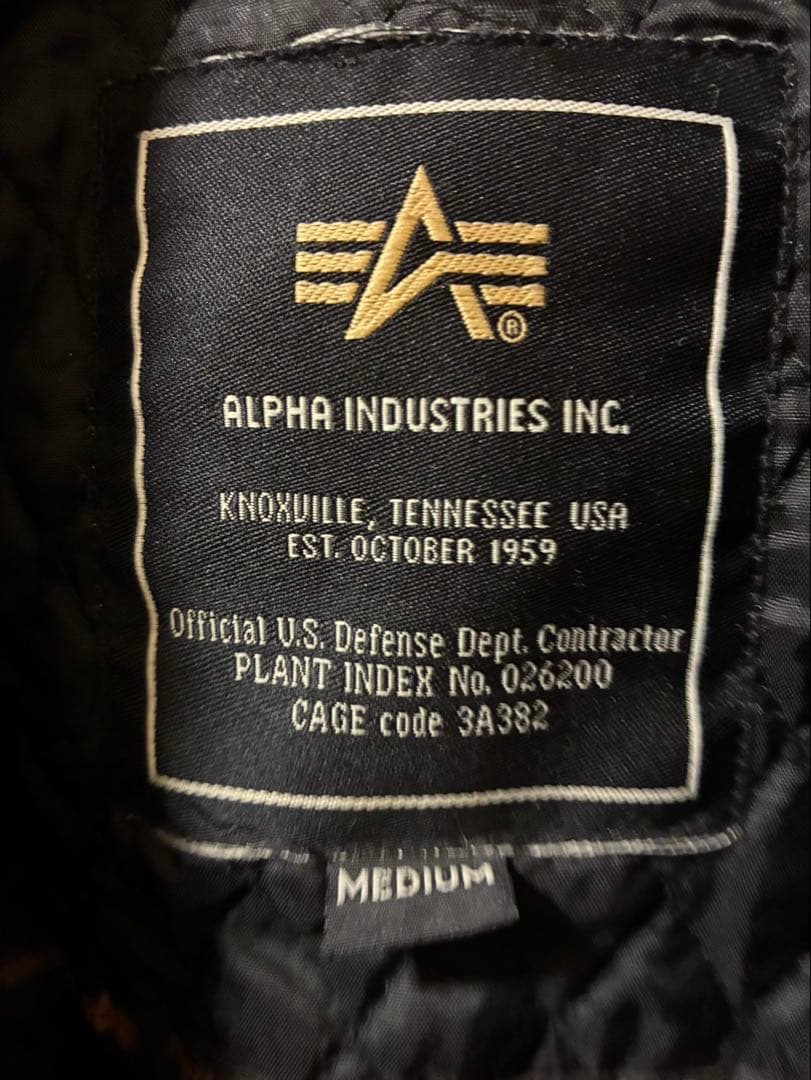 ®
ALPHA INDUSTRIES INC.
KNOXVILLE, TENNESSEE USA
EST. OCTOBER 1959
Official U.S. Defense Dept. Contractor
PLANT INDEX No. 026200
CAGE code 3A382
MEDIUM